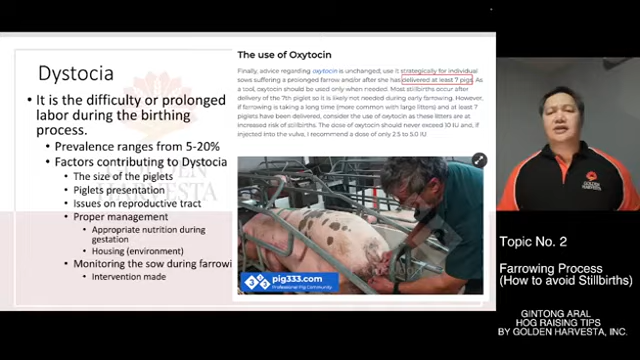 Dystocia
• It is the difficulty or prolonged
labor during the birthing
process.
• Prevalence ranges from 5-20%
• Factors contributing to Dystocia
• The size of the piglets
• Piglets presentation
• Issues on reproductive tract
• Proper management
• Appropriate nutrition during
gestation
• Housing (environment)
• Monitoring the sow during farrowi
• Intervention made
The use of Oxytocin
Finally, advice regarding oxytocin is unchanged; use it strategically for individual
sows suffering a prolonged farrow and/or after she has delivered at least 7 pigs. As
a tool, oxytocin should be used only when needed. Most stillbirths occur after
delivery of the 7th piglet so it is likely not needed during early farrowing. However,
if farrowing is taking a long time (more common with large litters) and at least 7
piglets have been delivered, consider the use of oxytocin as these litters are at
increased risk of stillbirths. The dose of oxytocin should never exceed 10 IU and, if
injected into the vulva, I recommend a dose of only 2.5 to 5.0 IU
333
pig333.com
Professional Pig Community
GOLDEN
HARVESTA
Topic No. 2
Farrowing Process
(How to avoid Stillbirths)
GINTONG ARAL
HOG RAISING TIPS
BY GOLDEN HARVESTA, INC.